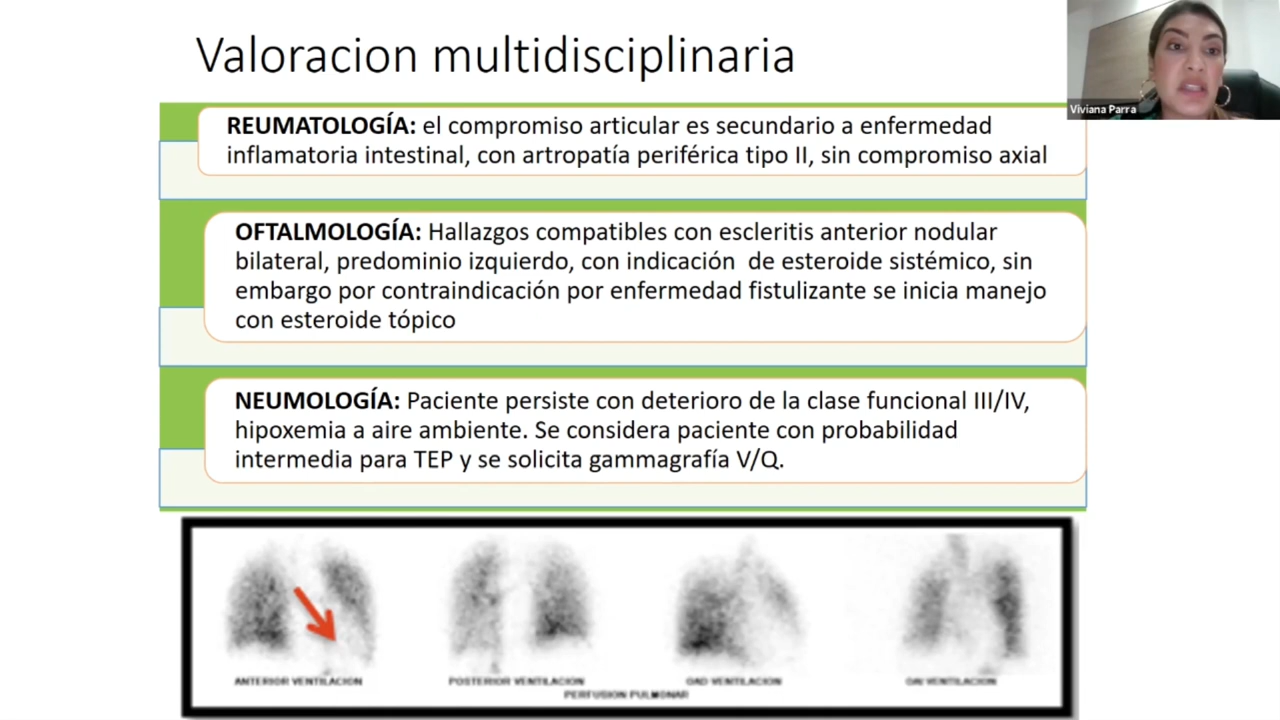 Valoracion multidisciplinaria
Viviana Parra
REUMATOLOGÍA: el compromiso articular es secundario a enfermedad
inflamatoria intestinal, con artropatía periférica tipo II, sin compromiso axial
OFTALMOLOGÍA: Hallazgos compatibles con escleritis anterior nodular
bilateral, predominio izquierdo, con indicación de esteroide sistémico, sin
embargo por contraindicación por enfermedad fistulizante se inicia manejo
con esteroide tópico
NEUMOLOGÍA: Paciente persiste con deterioro de la clase funcional III/IV,
hipoxemia a aire ambiente. Se considera paciente con probabilidad
intermedia para TEP y se solicita gammagrafía V/Q.
ANTERIOR VENTILACION
POSTERIOR VENTILACION
OAD VENTILACION
OAI VENTILACION
PERFUSION PULMONAR